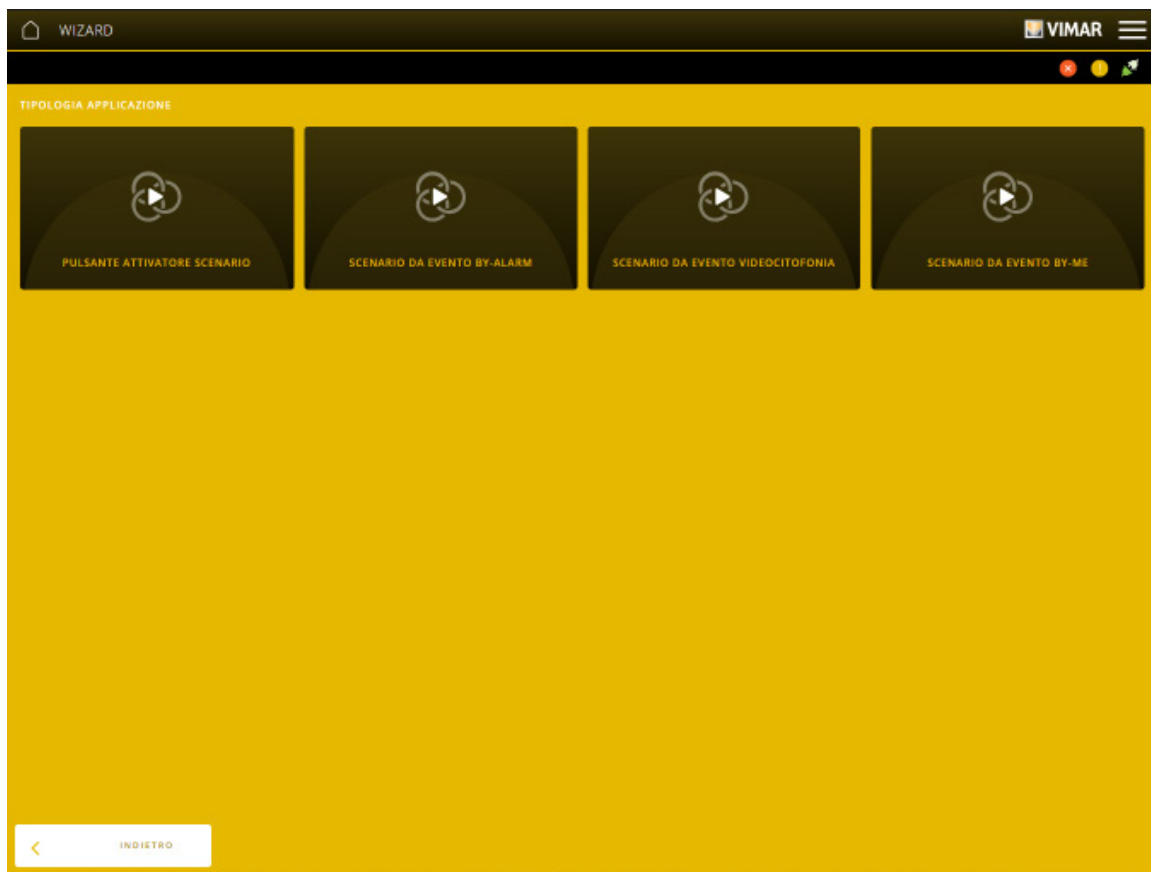 WIZARD
VIMAR
TIPOLOGIA APPLICAZIONE
PULSANTE ATTIVATORE SCENARIO
SCENARIO DA EVENTO BY-ALARM
SCENARIO DA EVENTO VIDEOCITOFONIA
SCENARIO DA EVENTO BY-ME
INDIETRO